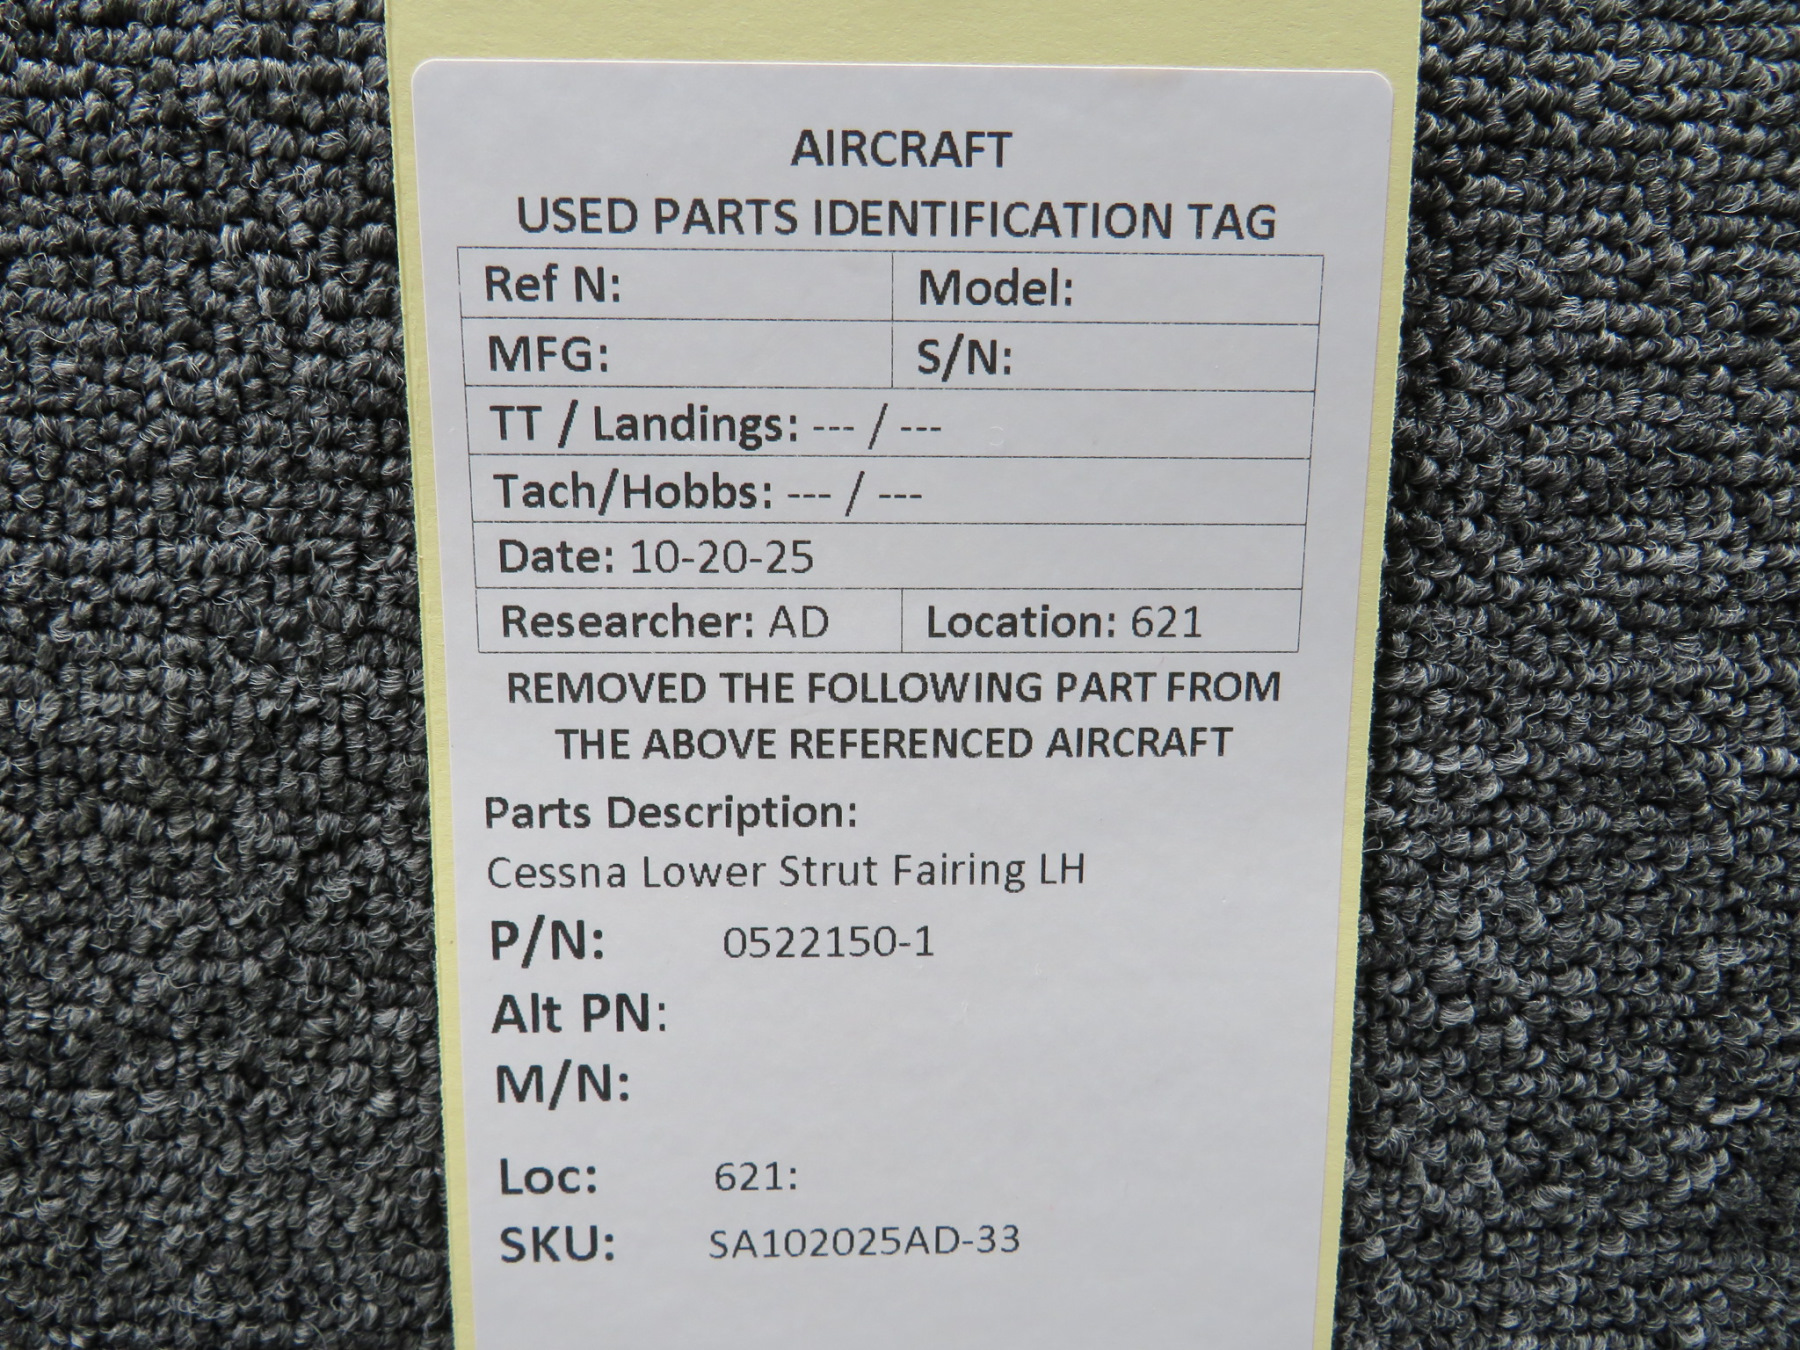 AIRCRAFT
USED PARTS IDENTIFICATION TAG
Ref N: Model:
MFG: S/N:
TT / Landings: --- / ---
Tach/Hobbs: --- / ---
Date: 10-20-25
Researcher: AD Location: 621
REMOVED THE FOLLOWING PART FROM
THE ABOVE REFERENCED AIRCRAFT
Parts Description:
Cessna Lower Strut Fairing LH
P/N: 0522150-1
Alt PN:
M/N:
Loc: 621:
SKU: SA102025AD-33